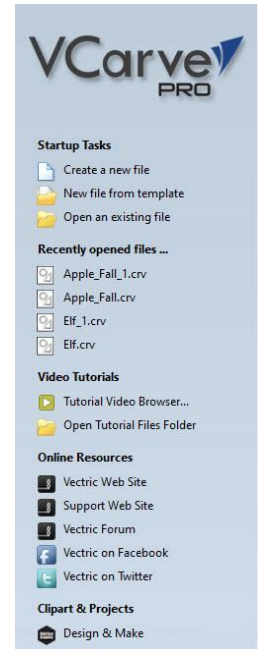 VCarve
PRO
Startup Tasks
Create a new file
New file from template
Open an existing file
Recently opened files ...
Apple_Fall_1.crv
Apple_Fall.crv
Elf_1.crv
Elf.crv
Video Tutorials
Tutorial Video Browser...
Open Tutorial Files Folder
Online Resources
Vectric Web Site
Support Web Site
Vectric Forum
Vectric on Facebook
Vectric on Twitter
Clipart & Projects
Design & Make